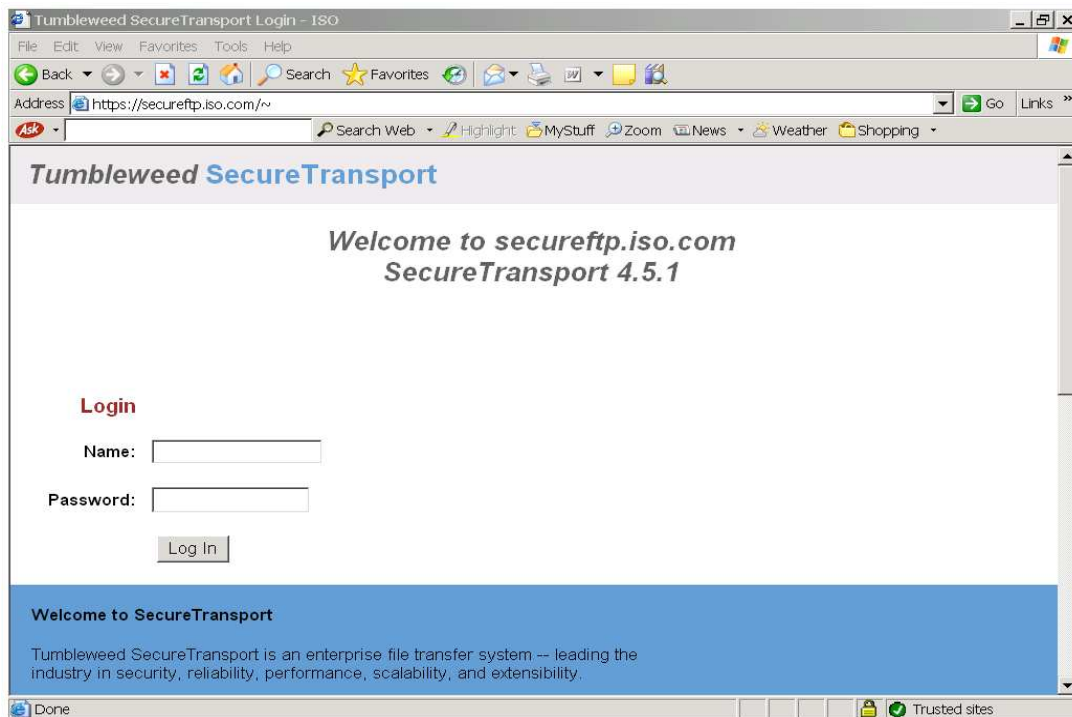 Tumbleweed SecureTransport Login - ISO
File Edit View Favorites Tools Help
Back Search Favorites W
Address https://secureftp.iso.com/~ Go Links »
Ask Search Web Highlight MyStuff Zoom News Weather Shopping
Tumbleweed SecureTransport
Welcome to secureftp.iso.com
SecureTransport 4.5.1
Login
Name:
Password:
Log In
Welcome to SecureTransport
Tumbleweed SecureTransport is an enterprise file transfer system -- leading the
industry in security, reliability, performance, scalability, and extensibility.
Done Trusted sites